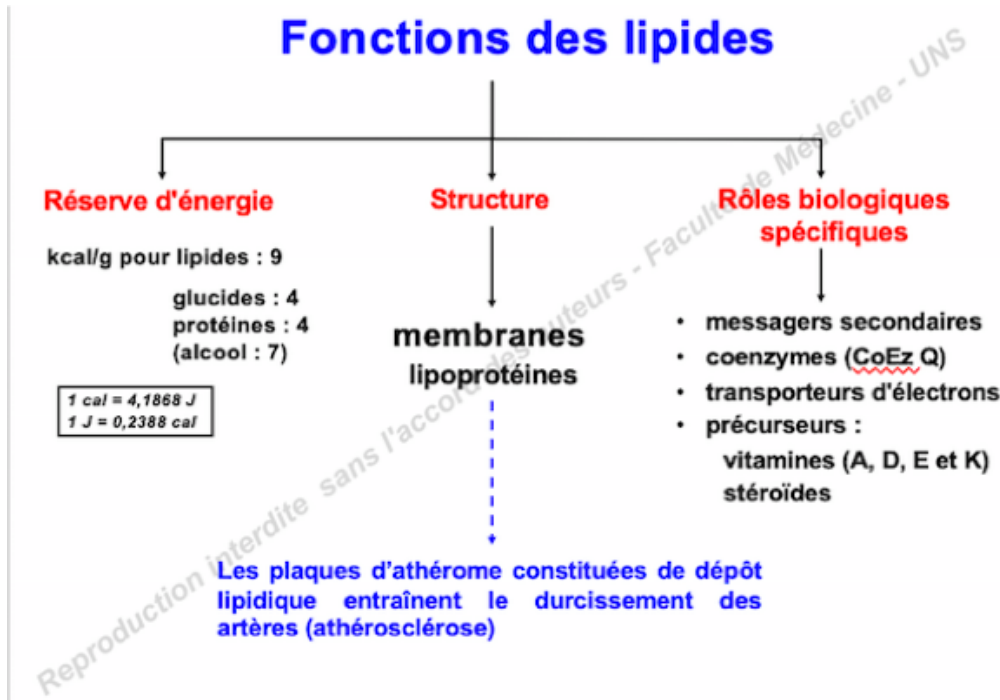 Fonctions des lipides
Réserve d'énergie
kcal/g pour lipides : 9
glucides : 4
protéines : 4
(alcool : 7)
1 cal = 4,1868 J
1 J = 0,2388 cal
Structure
membranes
lipoprotéines
Les plaques d'athérome constituées de dépôt
lipidique entraînent le durcissement des
artères (athérosclérose)
Rôles biologiques
spécifiques
• messagers secondaires
• coenzymes (CoEz Q)
• transporteurs d'électrons
• précurseurs :
vitamines (A, D, E et K)
stéroïdes
Reproduction interdite sans l'accord des auteurs - Faculté de Médecine - UNS